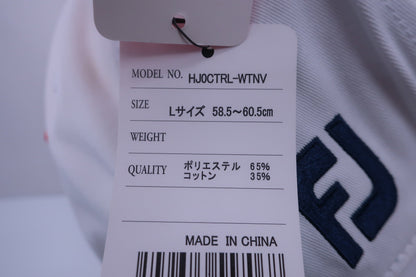 MODEL NO. HJ0CTRL-WTNV
SIZE Lサイズ 58.5～60.5cm
WEIGHT
QUALITY ポリエステル 65%
コットン 35%
MADE IN CHINA
FJ